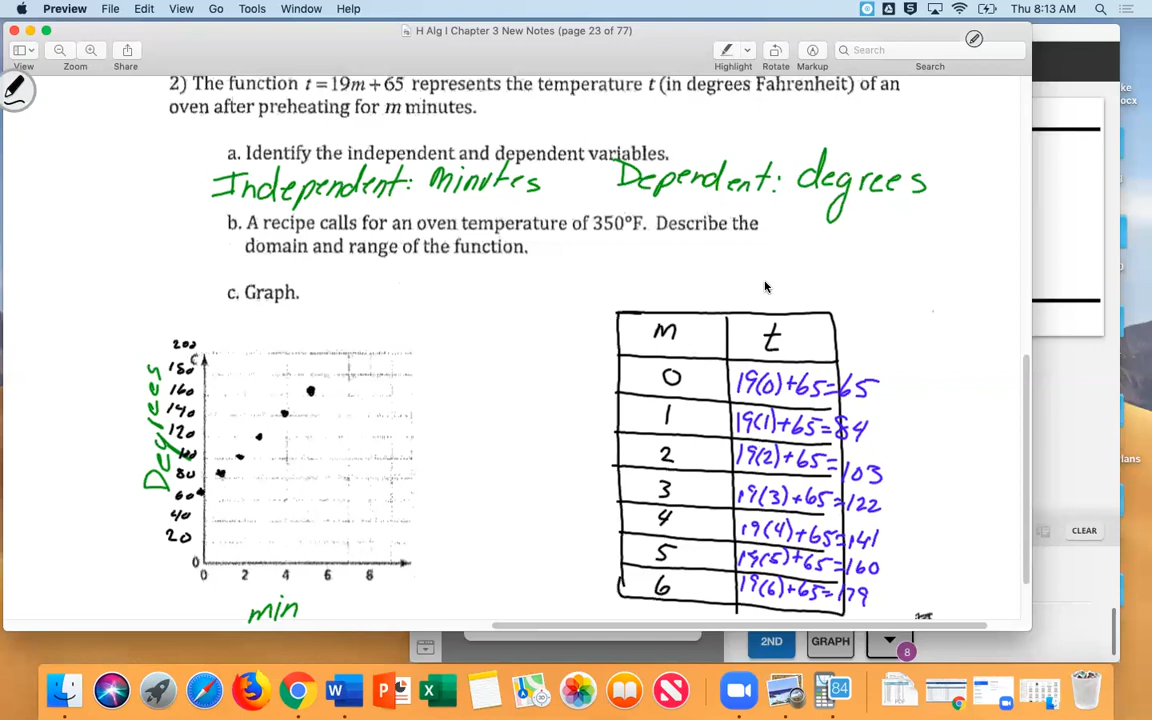 Preview File Edit View Go Tools Window Help Thu 8:13 AM
H Alg I Chapter 3 New Notes (page 23 of 77)
View Zoom Share Highlight Rotate Markup Search
Search
2) The function t = 19m + 65 represents the temperature t (in degrees Fahrenheit) of an
oven after preheating for m minutes.
a. Identify the independent and dependent variables.
Independent: minutes Dependent: degrees
b. A recipe calls for an oven temperature of 350°F. Describe the
domain and range of the function.
c. Graph.
m t
0 19(0)+65=65
1 19(1)+65=84
2 19(2)+65=103
3 19(3)+65=122
4 19(4)+65=141
5 19(5)+65=160
6 19(6)+65=179
Degrees
200
180
160
140
120
100
80
60
40
20
0
0 2 4 6 8
min
ocx
lans
CLEAR
2ND GRAPH
8
84